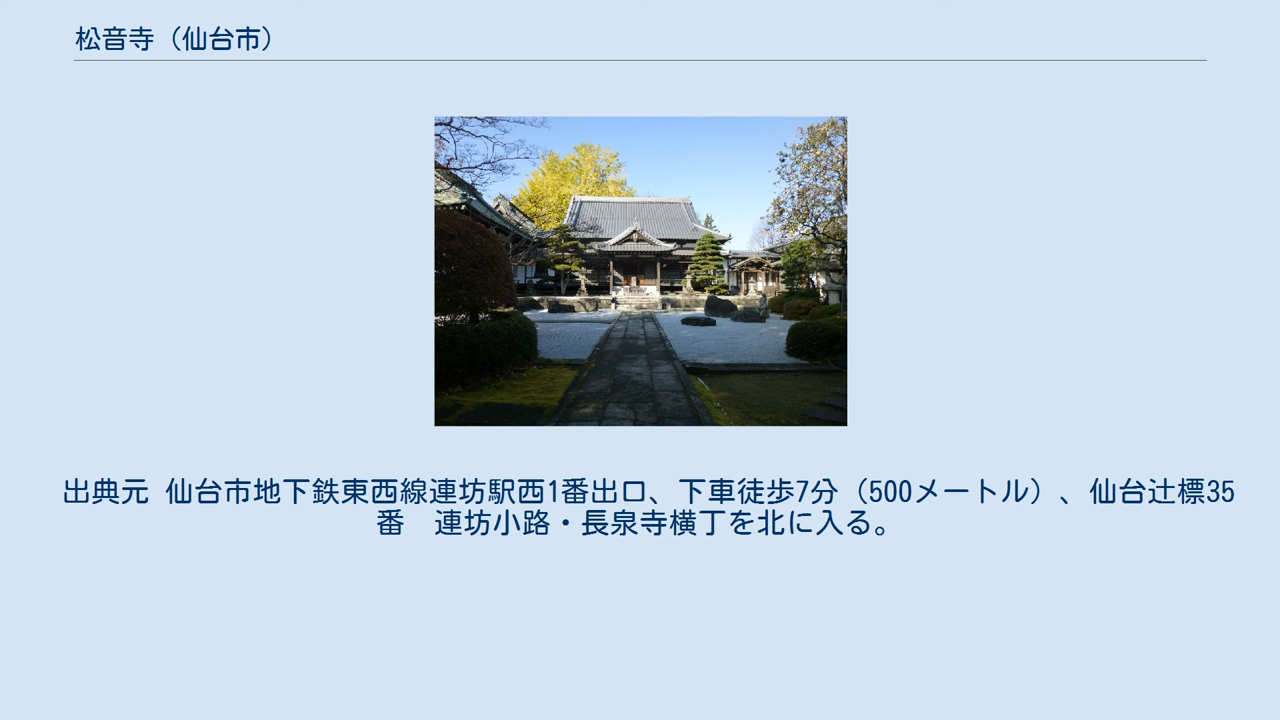 松音寺（仙台市）
出典元 仙台市地下鉄東西線連坊駅西1番出口、下車徒歩7分（500メートル）、仙台辻標35
番　連坊小路・長泉寺横丁を北に入る。